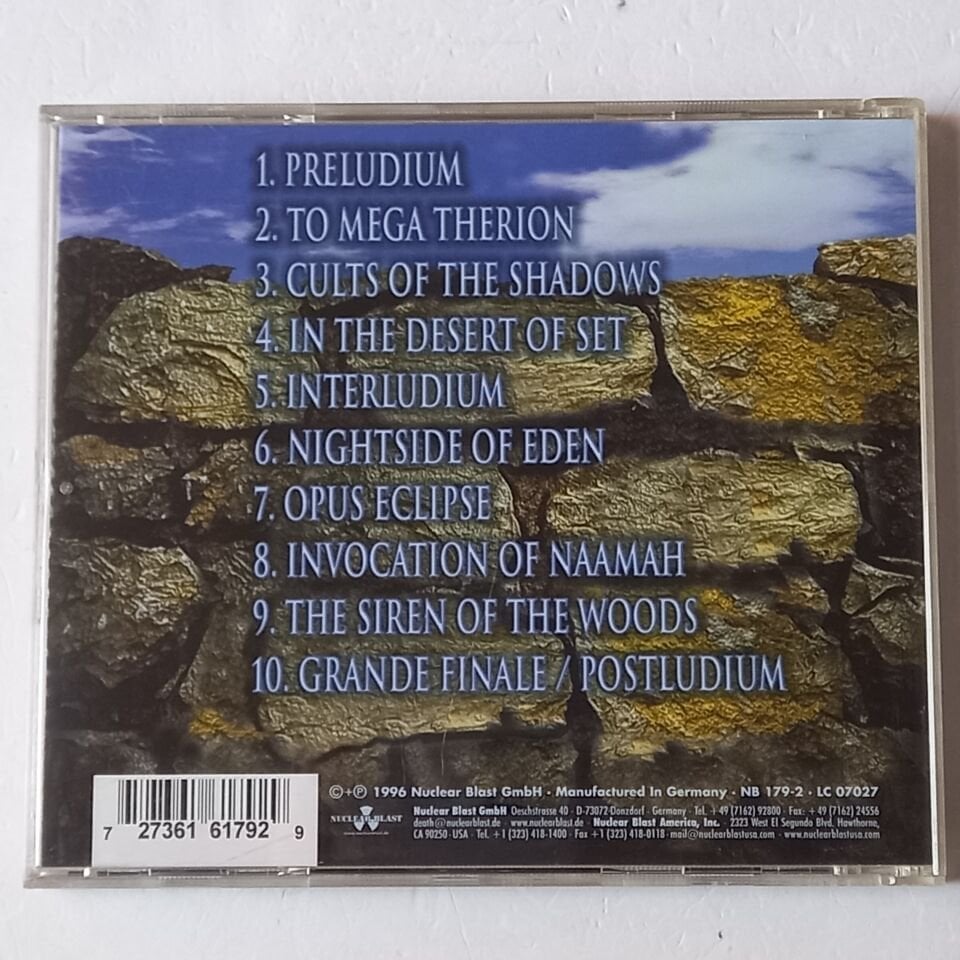 1. PRELUDIUM
2. TO MEGA THERION
3. CULTS OF THE SHADOWS
4. IN THE DESERT OF SET
5. INTERLUDIUM
6. NIGHTSIDE OF EDEN
7. OPUS ECLIPSE
8. INVOCATION OF NAAMAH
9. THE SIREN OF THE WOODS
10. GRANDE FINALE / POSTLUDIUM
7 27361 61792 9
NUCLEAR BLAST
©+℗ 1996 Nuclear Blast GmbH · Manufactured In Germany · NB 179-2 · LC 07027
Nuclear Blast GmbH Oeschstrasse 40 · D-73072 Donzdorf · Germany · Tel. +49 (7162) 92800 · Fax: +49 (7162) 24556
death@nuclearblast.de · www.nuclearblast.de · Nuclear Blast America, Inc. 2323 West El Segundo Blvd. Hawthorne,
CA 90250 · USA · Tel. +1 (323) 418-1400 · Fax +1 (323) 418-0118 · mail@nuclearblastusa.com · www.nuclearblastusa.com